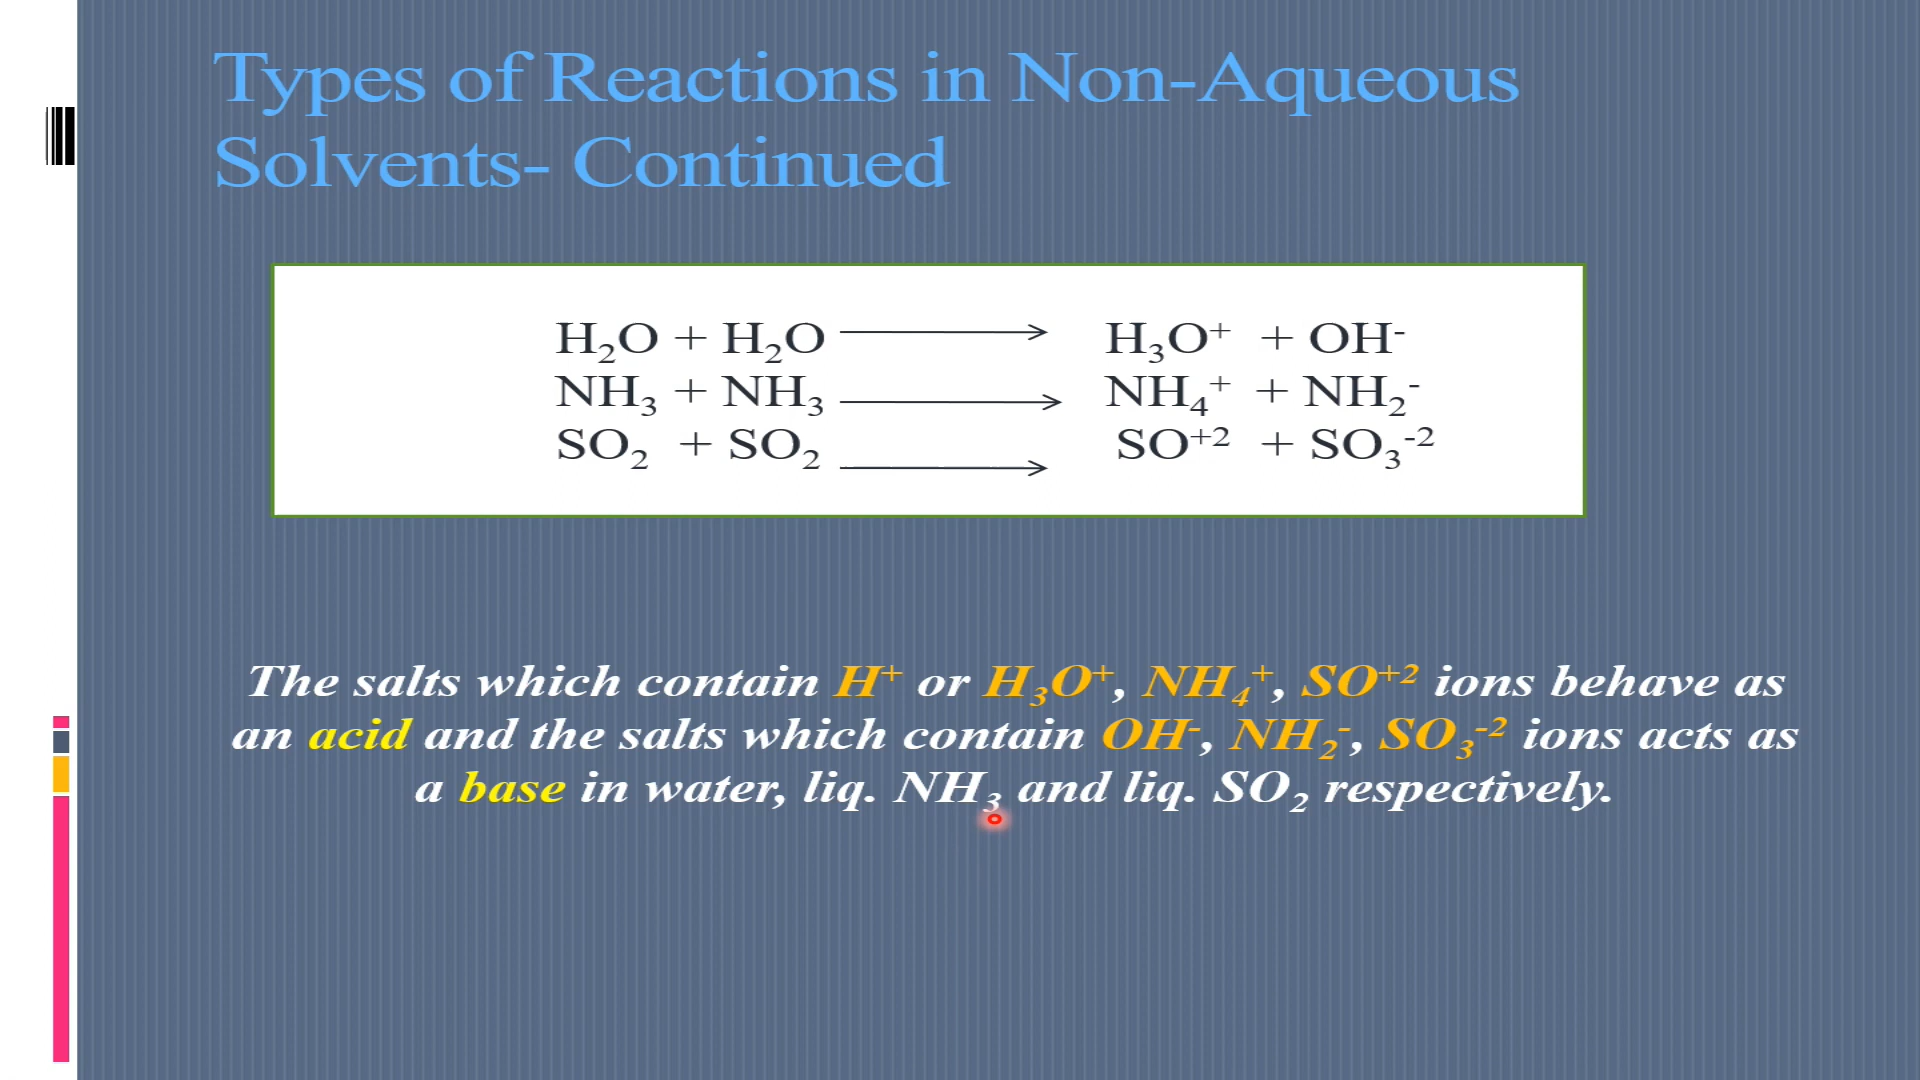 Types of Reactions in Non-Aqueous
Solvents- Continued
H₂O + H₂O ⟶ H₃O⁺ + OH⁻
NH₃ + NH₃ ⟶ NH₄⁺ + NH₂⁻
SO₂ + SO₂ ⟶ SO⁺² + SO₃⁻²
The salts which contain H⁺ or H₃O⁺, NH₄⁺, SO⁺² ions behave as
an acid and the salts which contain OH⁻, NH₂⁻, SO₃⁻² ions acts as
a base in water, liq. NH₃ and liq. SO₂ respectively.